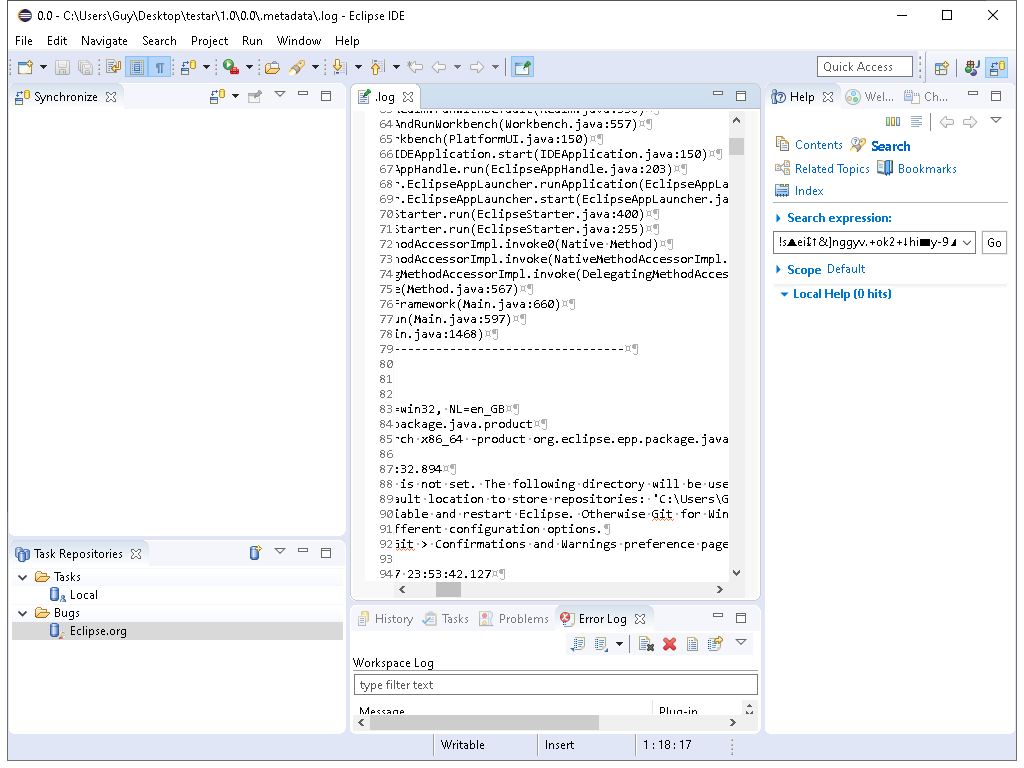 0.0 - C:\Users\Guy\Desktop\testar\1.0\0.0\.metadata\.log - Eclipse IDE
File Edit Navigate Search Project Run Window Help
Quick Access
Synchronize
.log
64 AndRunWorkbench(Workbench.java:557)¤¶
65 rkbench(PlatformUI.java:150)¤¶
66 IDEApplication.start(IDEApplication.java:150)¤¶
67 AppHandle.run(EclipseAppHandle.java:203)¤¶
68 r.EclipseAppLauncher.runApplication(EclipseAppLa
69 r.EclipseAppLauncher.start(EclipseAppLauncher.ja
70 Starter.run(EclipseStarter.java:400)¤¶
71 Starter.run(EclipseStarter.java:255)¤¶
72 hodAccessorImpl.invoke0(Native·Method)¤¶
73 hodAccessorImpl.invoke(NativeMethodAccessorImpl.
74 gMethodAccessorImpl.invoke(DelegatingMethodAcces
75 e(Method.java:567)¤¶
76 Framework(Main.java:660)¤¶
77 un(Main.java:597)¤¶
78 in.java:1468)¤¶
79 -------------------------------¤¶
80
81
82
83 =win32,·NL=en_GB¤¶
84 package.java.product¤¶
85 rch·x86_64·-product·org.eclipse.epp.package.java
86
87 :32.894¤¶
88 ·is·not·set.·The·following·directory·will·be·use
89 ault·location·to·store·repositories:·'C:\Users\G
90 iable·and·restart·Eclipse.·Otherwise·Git·for·Win
91 fferent·configuration·options.¶
92 Git·>·Confirmations·and·Warnings·preference·page
93
94 7·23:53:42.127¤¶
Task Repositories
Tasks
Local
Bugs
Eclipse.org
History Tasks Problems Error Log
Workspace Log
type filter text
Message Plug-in
Help Wel... Ch...
Contents Search
Related Topics Bookmarks
Index
Search expression:
Go
Scope Default
Local Help (0 hits)
Writable Insert 1 : 18 : 17